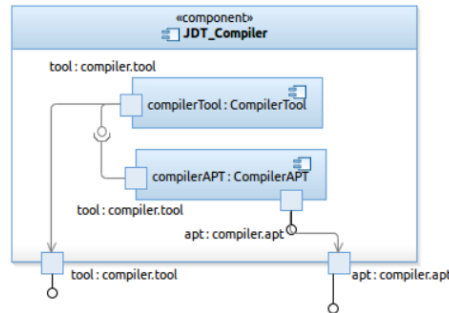 «component»
JDT_Compiler
tool : compiler.tool
compilerTool : CompilerTool
compilerAPT : CompilerAPT
tool : compiler.tool
apt : compiler.apt
tool : compiler.tool
apt : compiler.apt